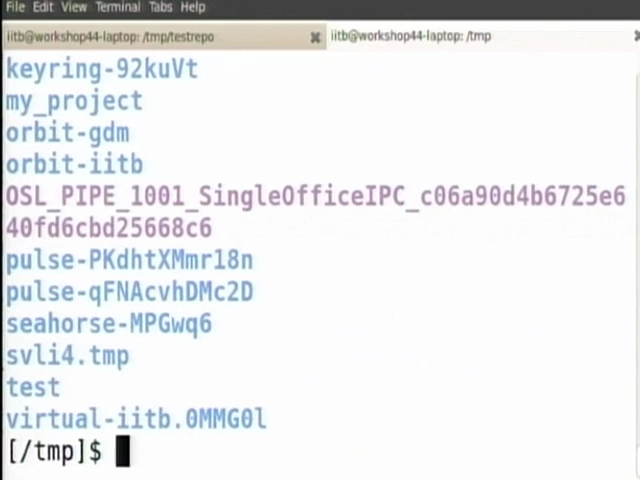 File Edit View Terminal Tabs Help
iitb@workshop44-laptop: /tmp/testrepo
iitb@workshop44-laptop: /tmp
keyring-92kuVt
my_project
orbit-gdm
orbit-iitb
OSL_PIPE_1001_SingleOfficeIPC_c06a90d4b6725e6
40fd6cbd25668c6
pulse-PKdhtXMmr18n
pulse-qFNAcvhDMc2D
seahorse-MPGwq6
svli4.tmp
test
virtual-iitb.0MMG0l
[/tmp]$